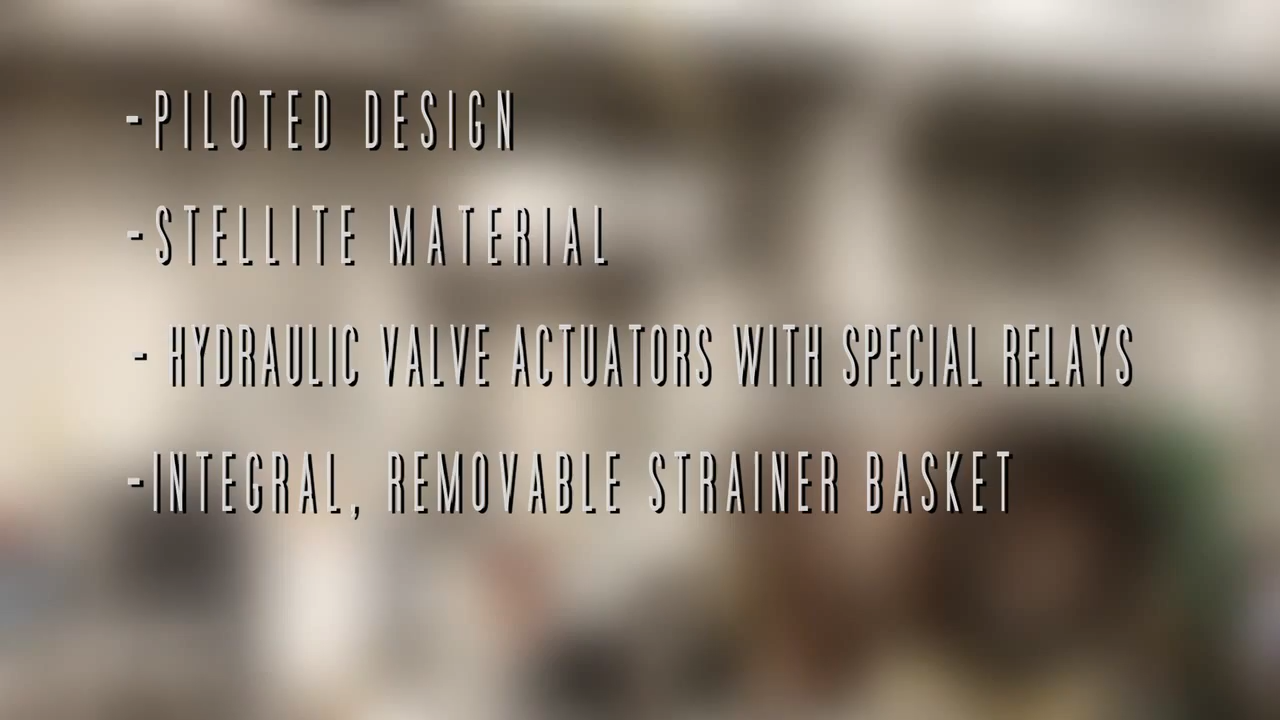 -PILOTED DESIGN
-STELLITE MATERIAL
- HYDRAULIC VALVE ACTUATORS WITH SPECIAL RELAYS
-INTEGRAL, REMOVABLE STRAINER BASKET